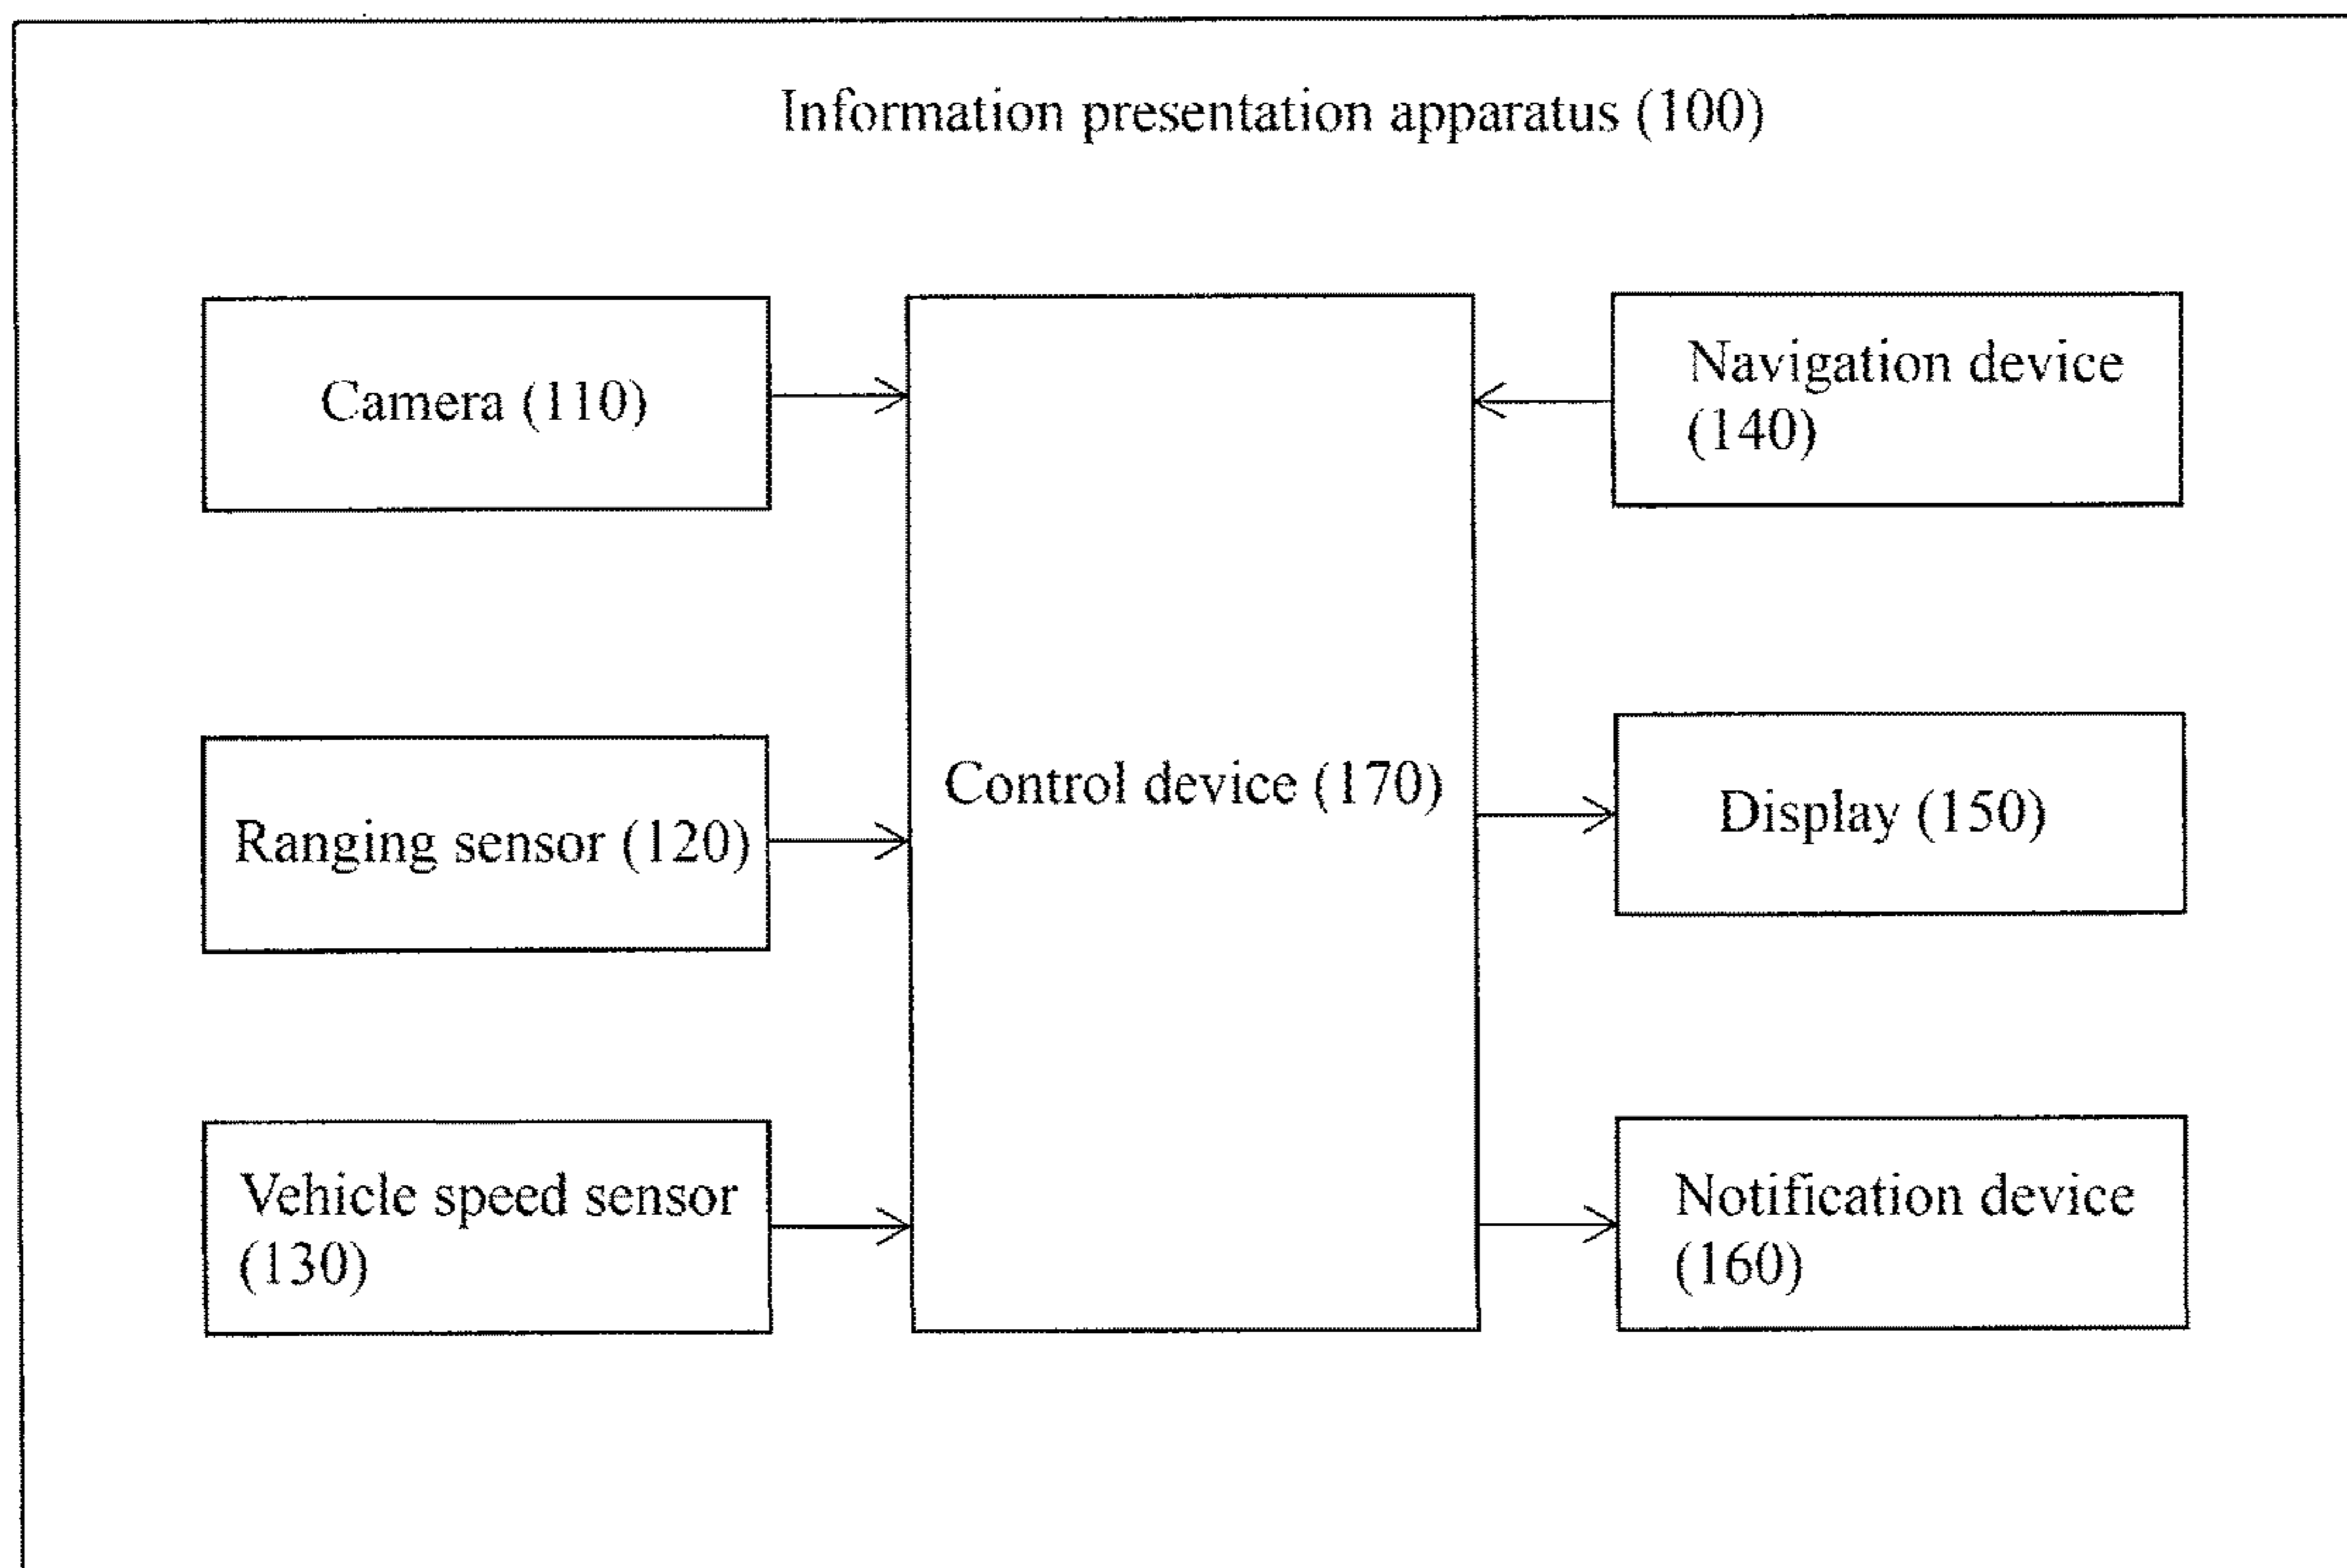 Information presentation apparatus (100)
Camera (110)
Ranging sensor (120)
Vehicle speed sensor
(130)
Control device (170)
Navigation device
(140)
Display (150)
Notification device
(160)